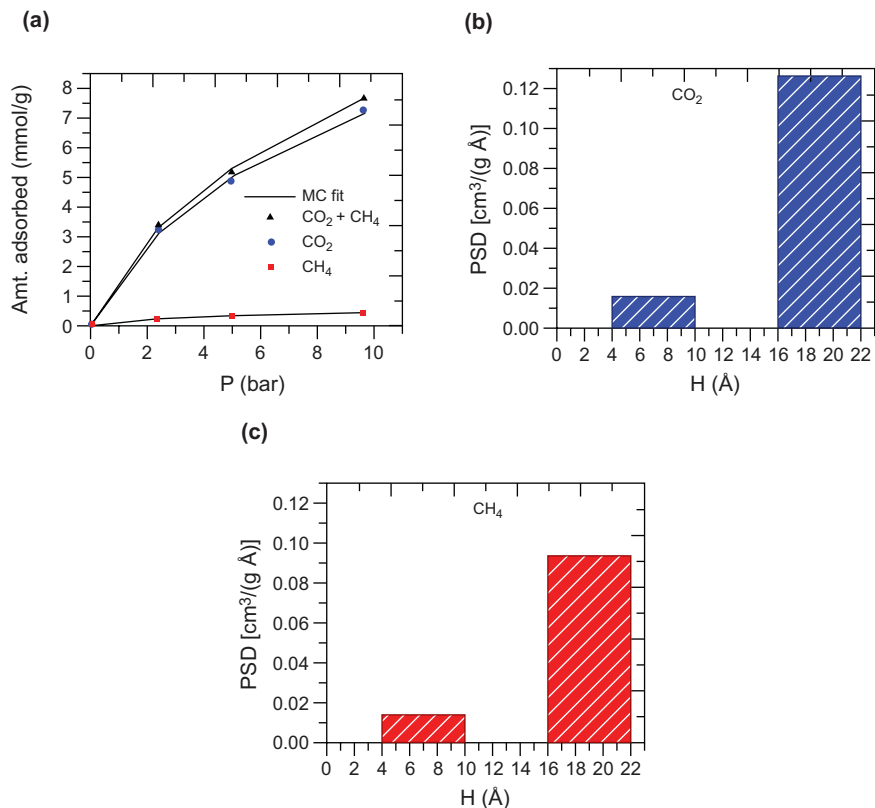 (a)
Amt. adsorbed (mmol/g)
8
7
6
5
4
3
2
1
0
0 2 4 6 8 10
P (bar)
MC fit
CO₂ + CH₄
CO₂
CH₄
(b)
PSD [cm³/(g Å)]
0.12
0.10
0.08
0.06
0.04
0.02
0.00
0 2 4 6 8 10 12 14 16 18 20 22
H (Å)
CO₂
(c)
PSD [cm³/(g Å)]
0.12
0.10
0.08
0.06
0.04
0.02
0.00
0 2 4 6 8 10 12 14 16 18 20 22
H (Å)
CH₄